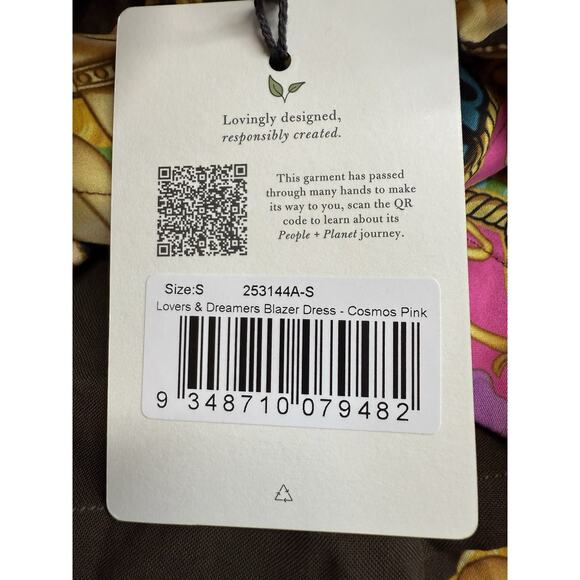 Lovingly designed,
responsibly created.
This garment has passed
through many hands to make
its way to you, scan the QR
code to learn about its
People + Planet journey.
Size:S 253144A-S
Lovers & Dreamers Blazer Dress - Cosmos Pink
9 348710 079482